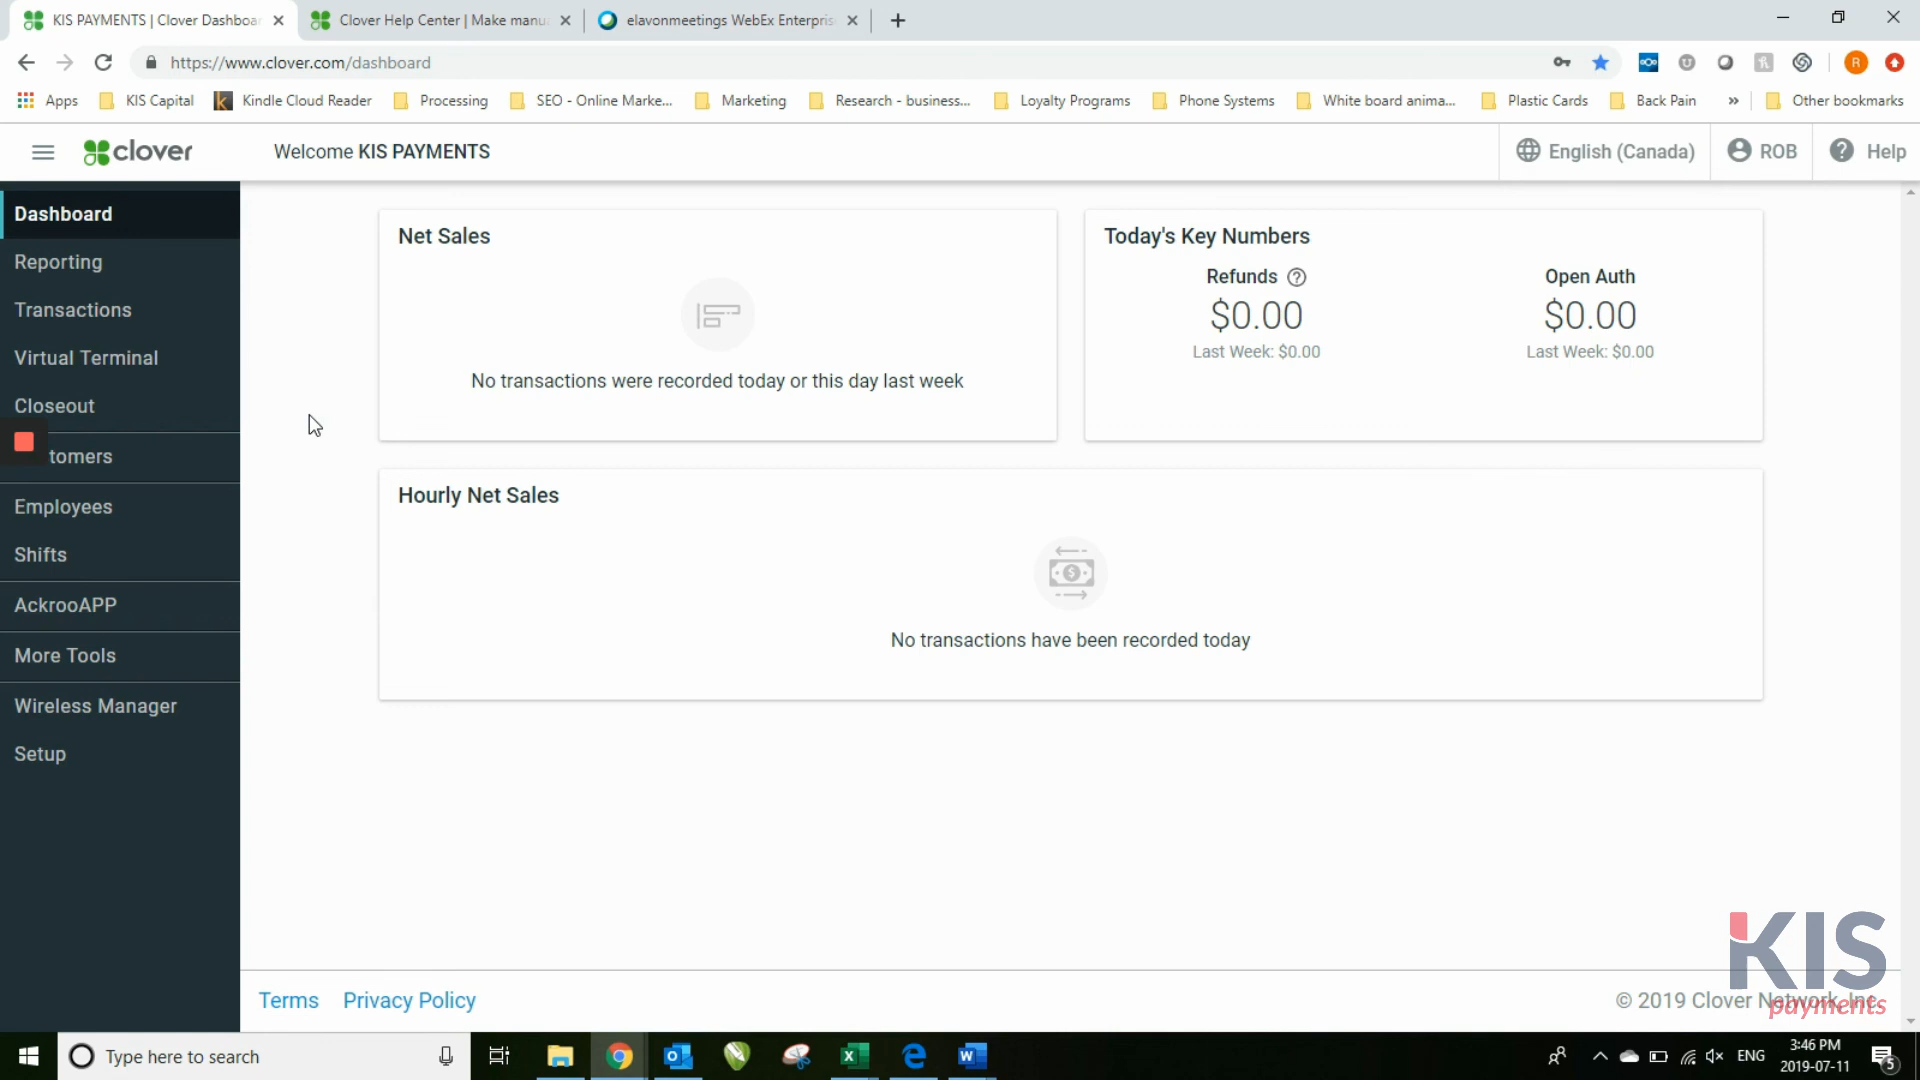 KIS PAYMENTS | Clover Dashboar
Clover Help Center | Make manu
elavonmeetings WebEx Enterpris
https://www.clover.com/dashboard
R
Apps
KIS Capital
Kindle Cloud Reader
Processing
SEO - Online Marke...
Marketing
Research - business...
Loyalty Programs
Phone Systems
White board anima...
Plastic Cards
Back Pain
»
Other bookmarks
clover
Welcome KIS PAYMENTS
English (Canada)
ROB
Help
Dashboard
Reporting
Transactions
Virtual Terminal
Closeout
tomers
Employees
Shifts
AckrooAPP
More Tools
Wireless Manager
Setup
Net Sales
No transactions were recorded today or this day last week
Today's Key Numbers
Refunds
$0.00
Last Week: $0.00
Open Auth
$0.00
Last Week: $0.00
Hourly Net Sales
No transactions have been recorded today
Terms
Privacy Policy
© 2019 Clover Network, Inc.
KIS
payments
Type here to search
ENG
3:46 PM
2019-07-11
5